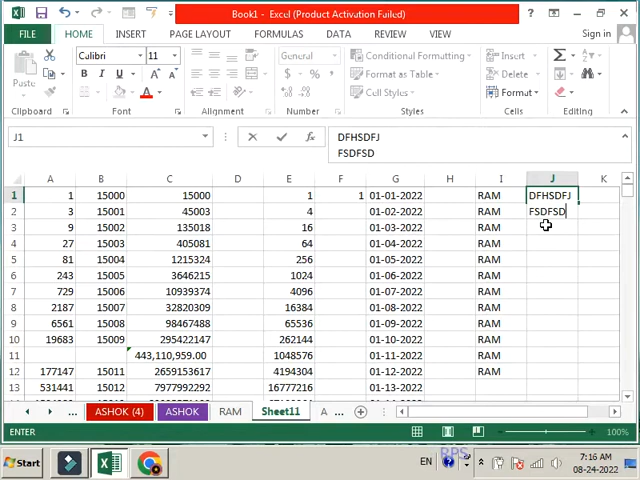 Book1 - Excel (Product Activation Failed)
FILE HOME INSERT PAGE LAYOUT FORMULAS DATA REVIEW VIEW Sign in
Calibri 11 General Insert
Paste B I U $ % , Format as Table Delete
A Cell Styles Format
Clipboard Font Alignment Number Styles Cells Editing
J1 DFHSDFJ
FSDFSD
A B C D E F G H I J K
1 1 15000 15000 1 1 01-01-2022 RAM DFHSDFJ
2 3 15001 45003 4 01-02-2022 RAM FSDFSD
3 9 15002 135018 16 01-03-2022 RAM
4 27 15003 405081 64 01-04-2022 RAM
5 81 15004 1215324 256 01-05-2022 RAM
6 243 15005 3646215 1024 01-06-2022 RAM
7 729 15006 10939374 4096 01-07-2022 RAM
8 2187 15007 32820309 16384 01-08-2022 RAM
9 6561 15008 98467488 65536 01-09-2022 RAM
10 19683 15009 295422147 262144 01-10-2022 RAM
11 443,110,959.00 1048576 01-11-2022 RAM
12 177147 15011 2659153617 4194304 01-12-2022 RAM
13 531441 15012 7977992292 16777216
... ASHOK (4) ASHOK RAM Sheet11 A ...
ENTER 100%
RPS
Start EN 7:16 AM
08-24-2022